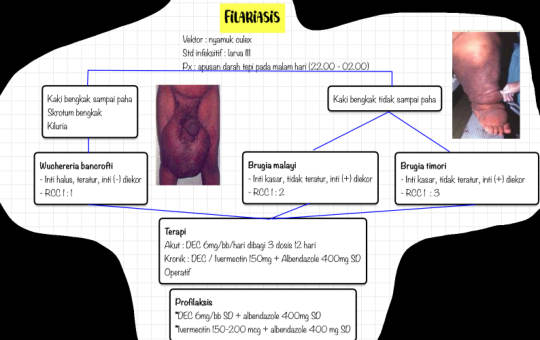 FILARIASIS
Vektor : nyamuk culex
Std infeksitif : larva III
Px : apusan darah tepi pada malam hari (22.00 - 02.00)
Kaki bengkak sampai paha
Skrotum bengkak
Kiluria
Kaki bengkak tidak sampai paha
Wuchereria bancrofti
- Inti halus, teratur, inti (-) diekor
- RCC 1 : 1
Brugia malayi
- Inti kasar, tidak teratur, inti (+) diekor
- RCC 1 : 2
Brugia timori
- Inti kasar, tidak teratur, inti (+) diekor
- RCC 1 : 3
Terapi
Akut : DEC 6mg/bb/hari dibagi 3 dosis 12 hari
Kronik : DEC / Ivermectin 150mg + Albendazole 400mg SD
Operatif
Profilaksis
*DEC 6mg/bb SD + albendazole 400mg SD
*Ivermectin 150-200 mcg + albendazole 400 mg SD